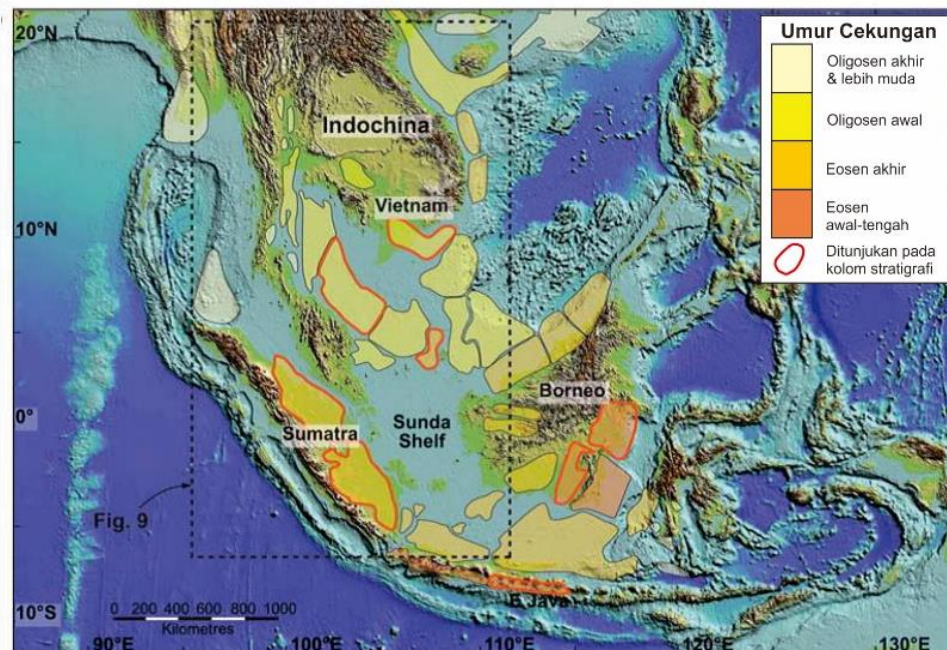 20°N
10°N
0°
10°S
Indochina
Vietnam
Borneo
Sunda
Shelf
Sumatra
Fig. 9
E Java
0 200 400 600 800 1000
Kilometres
90°E
100°E
110°E
120°E
130°E
Umur Cekungan
Oligosen akhir
& lebih muda
Oligosen awal
Eosen akhir
Eosen
awal-tengah
Ditunjukan pada
kolom stratigrafi